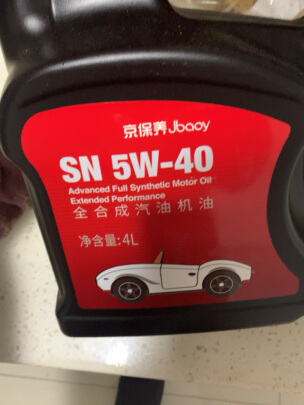 京保养Jbaoy
SN 5W-40
Advanced Full Synthetic Motor Oil
Extended Performance
全合成汽油机油
净含量:4L